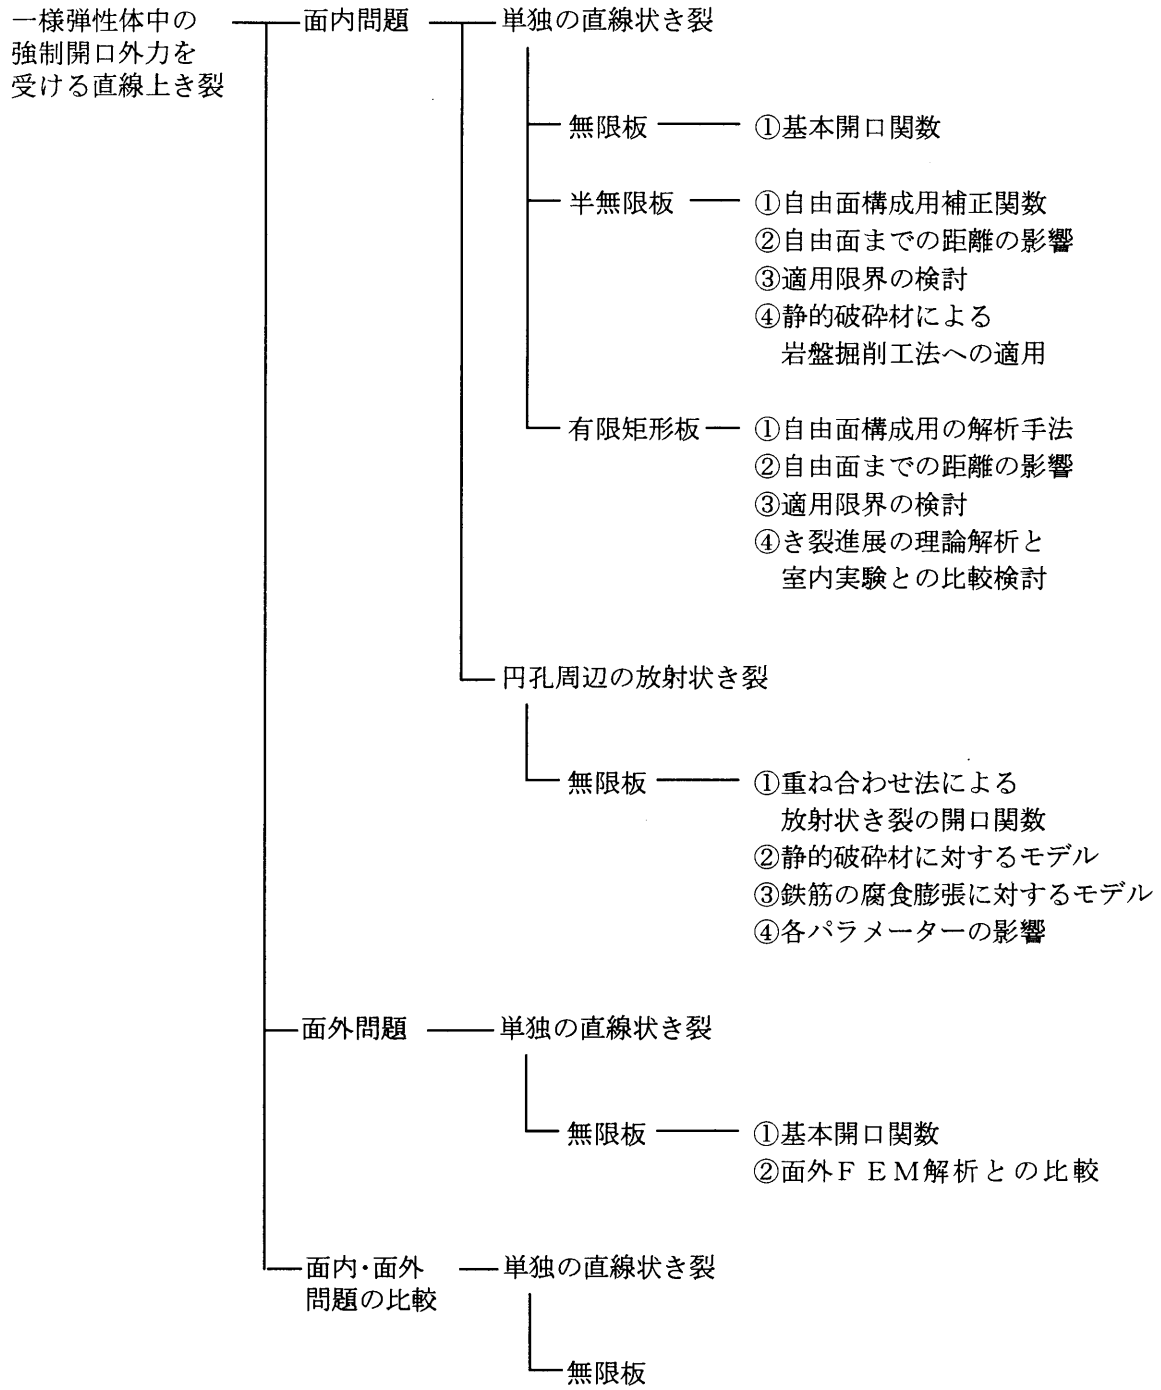 一様弾性体中の
強制開口外力を
受ける直線上き裂
面内問題
単独の直線状き裂
無限板
①基本開口関数
半無限板
①自由面構成用補正関数
②自由面までの距離の影響
③適用限界の検討
④静的破砕材による
岩盤掘削工法への適用
有限矩形板
①自由面構成用の解析手法
②自由面までの距離の影響
③適用限界の検討
④き裂進展の理論解析と
室内実験との比較検討
円孔周辺の放射状き裂
無限板
①重ね合わせ法による
放射状き裂の開口関数
②静的破砕材に対するモデル
③鉄筋の腐食膨張に対するモデル
④各パラメーターの影響
面外問題
単独の直線状き裂
無限板
①基本開口関数
②面外FEM解析との比較
面内・面外
問題の比較
単独の直線状き裂
無限板